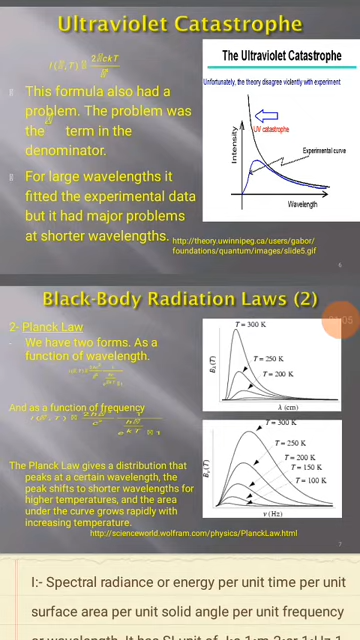 Ultraviolet Catastrophe
This formula also had a
problem. The problem was
the term in the
denominator.
For large wavelengths it
fitted the experimental data
but it had major problems
at shorter wavelengths.
The Ultraviolet Catastrophe
Unfortunately, the theory disagree violently with experiment
UV catastrophe
Experimental curve
Intensity
Wavelength
http://theory.uwinnipeg.ca/users/gabor/
foundations/quantum/images/slide5.gif
6
Black-Body Radiation Laws (2)
2- Planck Law
- We have two forms. As a
function of wavelength.
And as a function of frequency
The Planck Law gives a distribution that
peaks at a certain wavelength, the
peak shifts to shorter wavelengths for
higher temperatures, and the area
under the curve grows rapidly with
increasing temperature.
T = 300 K
T = 250 K
T = 200 K
λ (cm)
T = 300 K
T = 250 K
T = 200 K
T = 150 K
T = 100 K
ν (Hz)
http://scienceworld.wolfram.com/physics/PlanckLaw.html
7
I:- Spectral radiance or energy per unit time per unit
surface area per unit solid angle per unit frequency